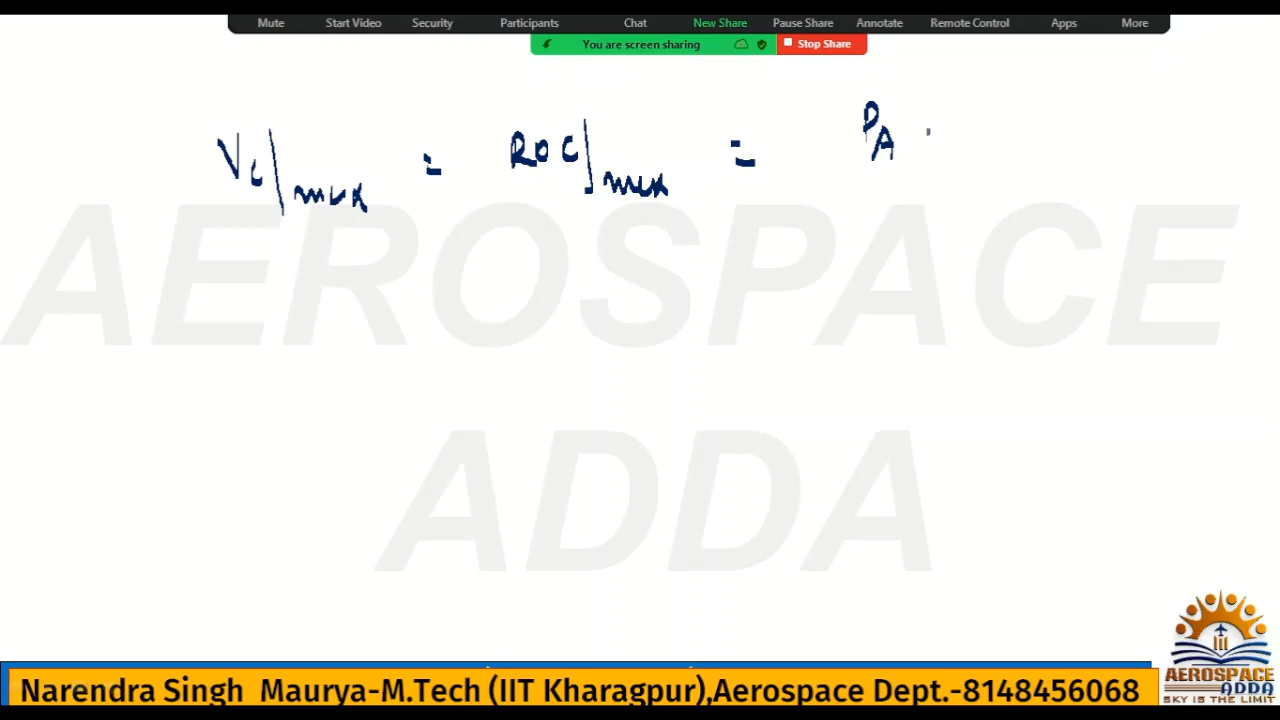 Mute Start Video Security Participants Chat New Share Pause Share Annotate Remote Control Apps More
You are screen sharing Stop Share
Vc/max = ROC/max = PA
AEROSPACE
ADDA
AEROSPACE
ADDA
SKY IS THE LIMIT
Narendra Singh Maurya-M.Tech (IIT Kharagpur),Aerospace Dept.-8148456068